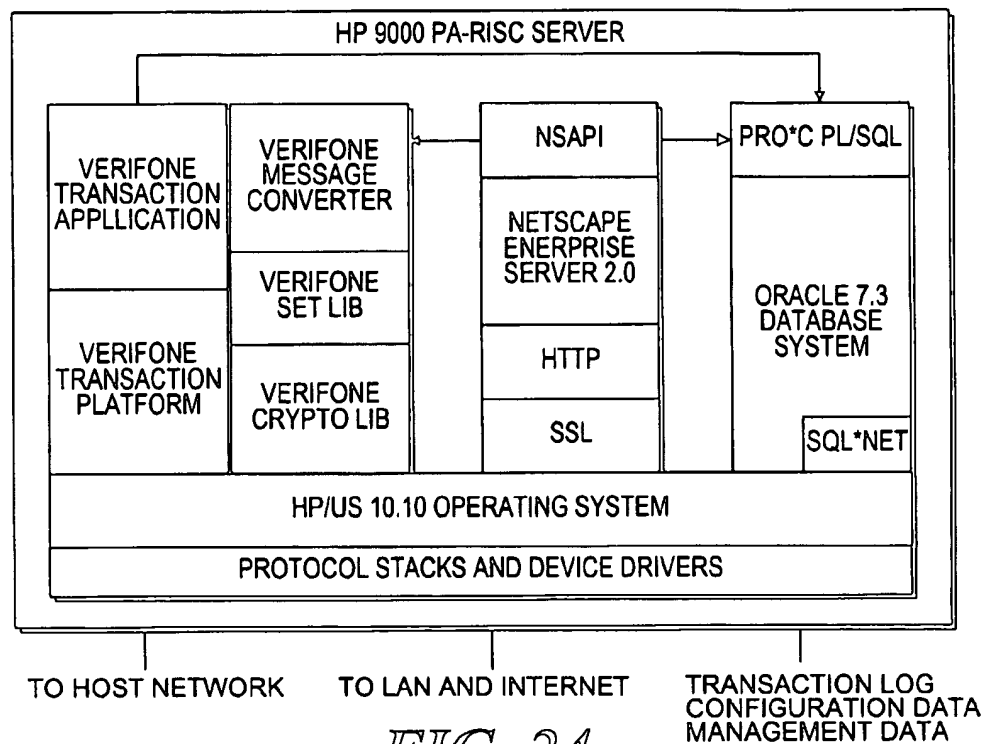 HP 9000 PA-RISC SERVER
VERIFONE
TRANSACTION
APPLLICATION
VERIFONE
TRANSACTION
PLATFORM
VERIFONE
MESSAGE
CONVERTER
VERIFONE
SET LIB
VERIFONE
CRYPTO LIB
NSAPI
NETSCAPE
ENERPRISE
SERVER 2.0
HTTP
SSL
PRO*C PL/SQL
ORACLE 7.3
DATABASE
SYSTEM
SQL*NET
HP/US 10.10 OPERATING SYSTEM
PROTOCOL STACKS AND DEVICE DRIVERS
TO HOST NETWORK
TO LAN AND INTERNET
TRANSACTION LOG
CONFIGURATION DATA
MANAGEMENT DATA